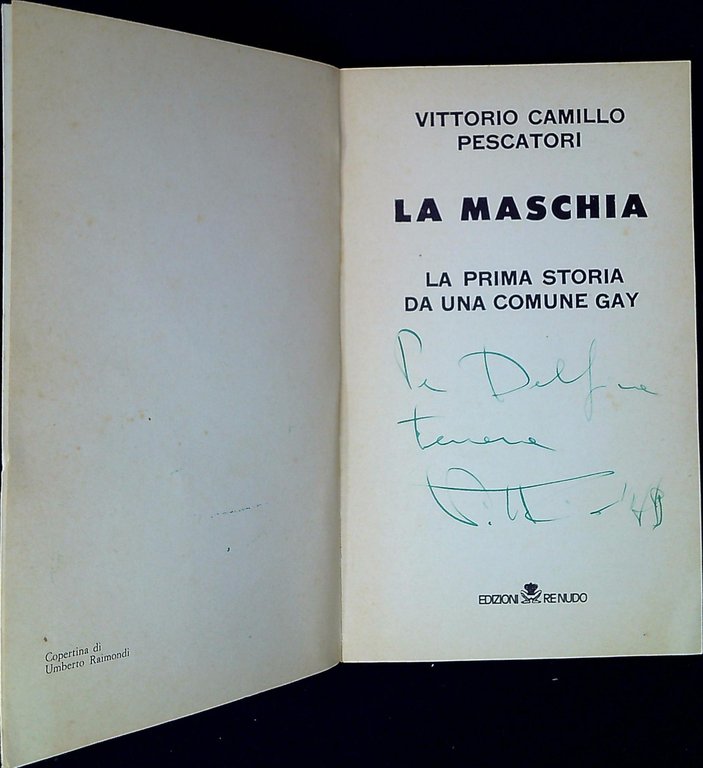 Copertina di
Umberto Raimondi
VITTORIO CAMILLO
PESCATORI
LA MASCHIA
LA PRIMA STORIA
DA UNA COMUNE GAY
Delfina
EDIZIONI RE NUDO